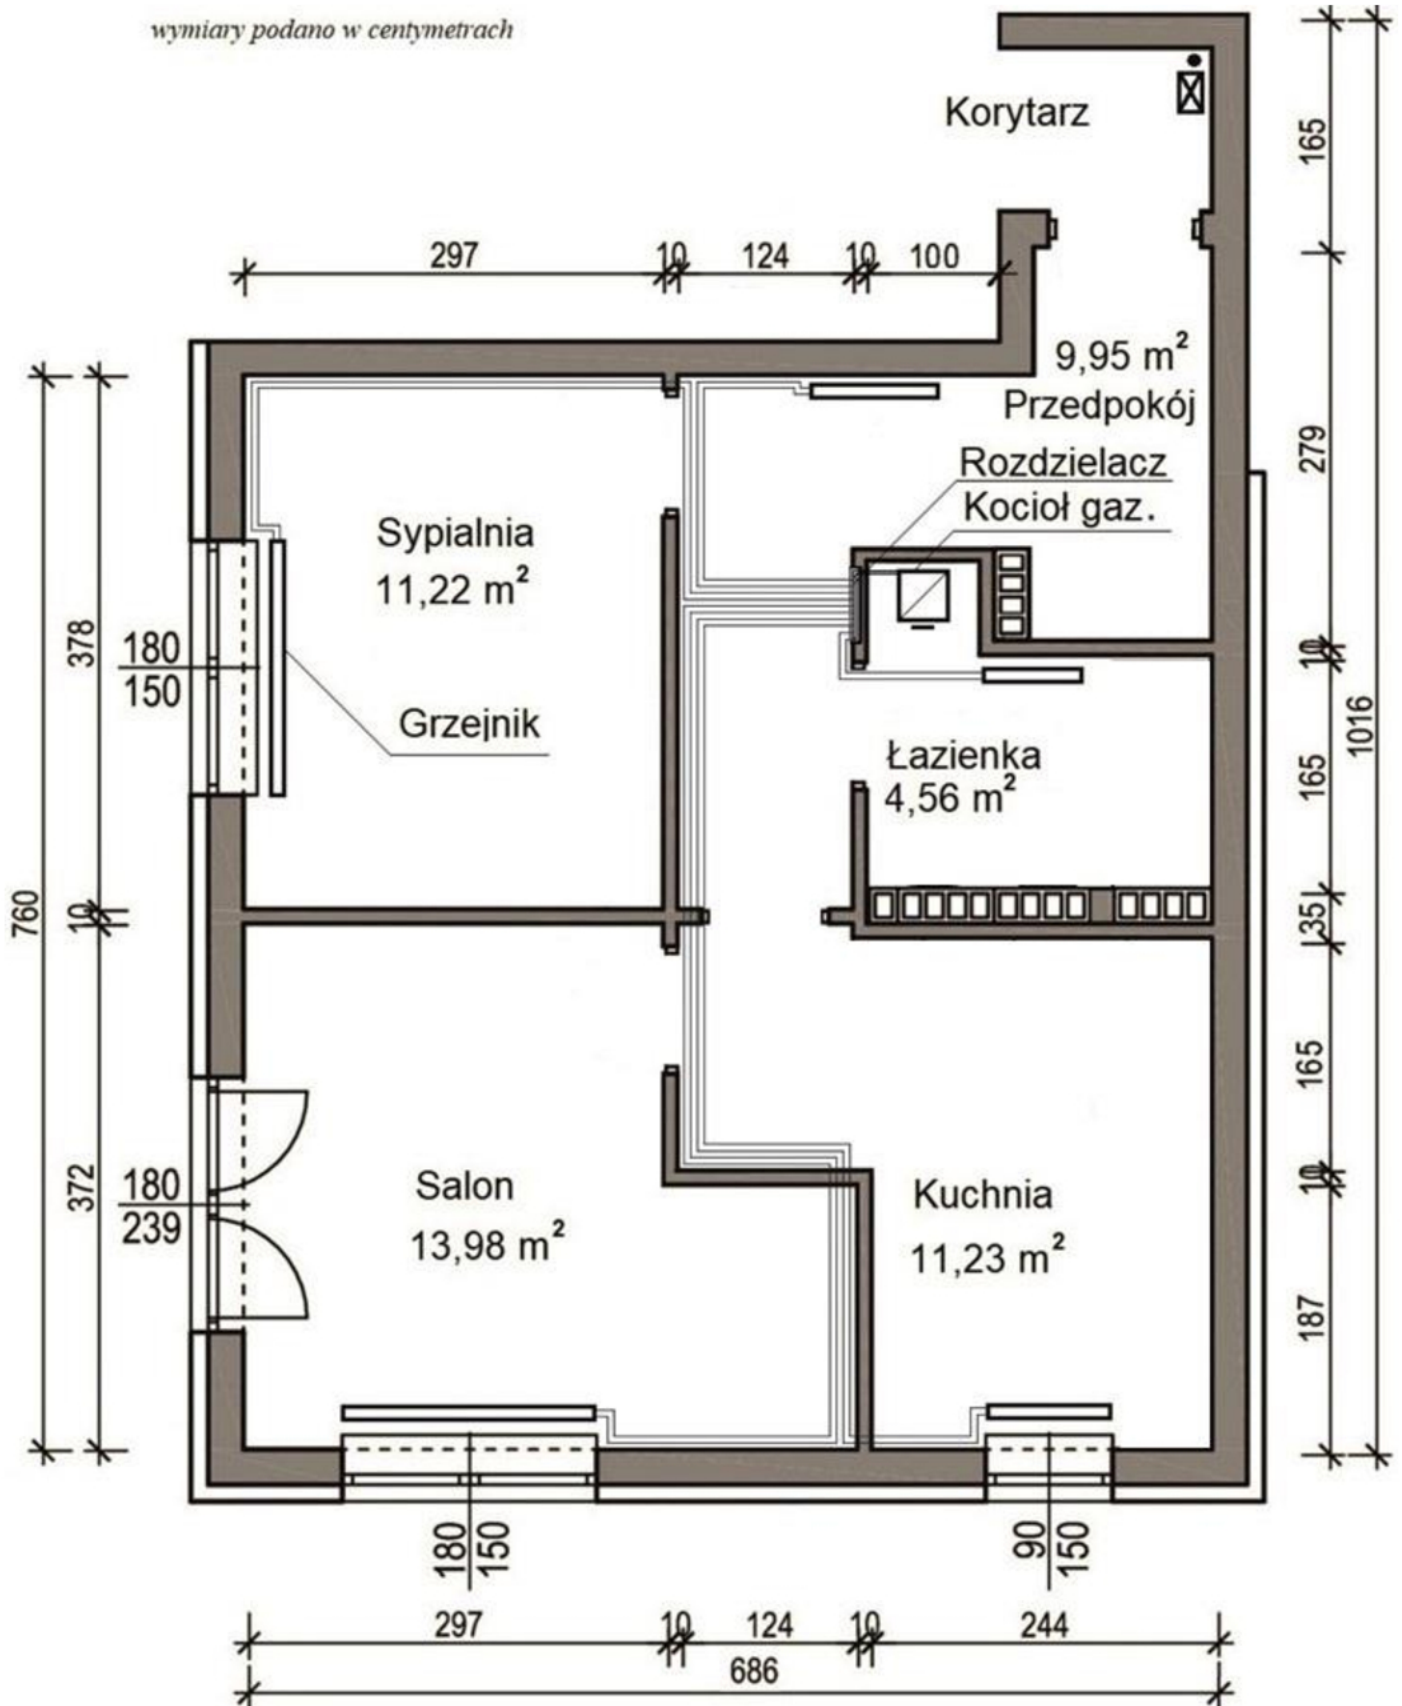 wymiary podano w centymetrach
Korytarz
165
297
10
124
10
100
9,95 m²
Przedpokój
279
Rozdzielacz
Kocioł gaz.
Sypialnia
11,22 m²
378
180
150
10
Grzejnik
1016
Łazienka
4,56 m²
165
760
10
35
165
372
180
239
Salon
13,98 m²
Kuchnia
11,23 m²
10
187
180
150
90
150
297
10
124
10
244
686